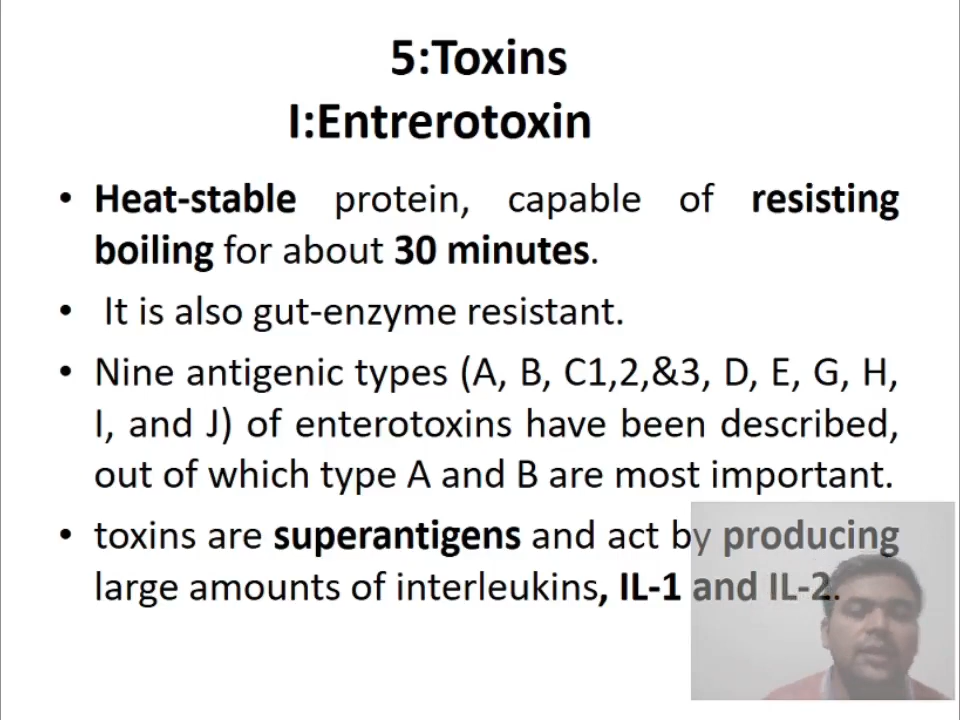 5:Toxins
I:Entrerotoxin
• Heat-stable protein, capable of resisting
boiling for about 30 minutes.
• It is also gut-enzyme resistant.
• Nine antigenic types (A, B, C1,2,&3, D, E, G, H,
I, and J) of enterotoxins have been described,
out of which type A and B are most important.
• toxins are superantigens and act by producing
large amounts of interleukins, IL-1 and IL-2.